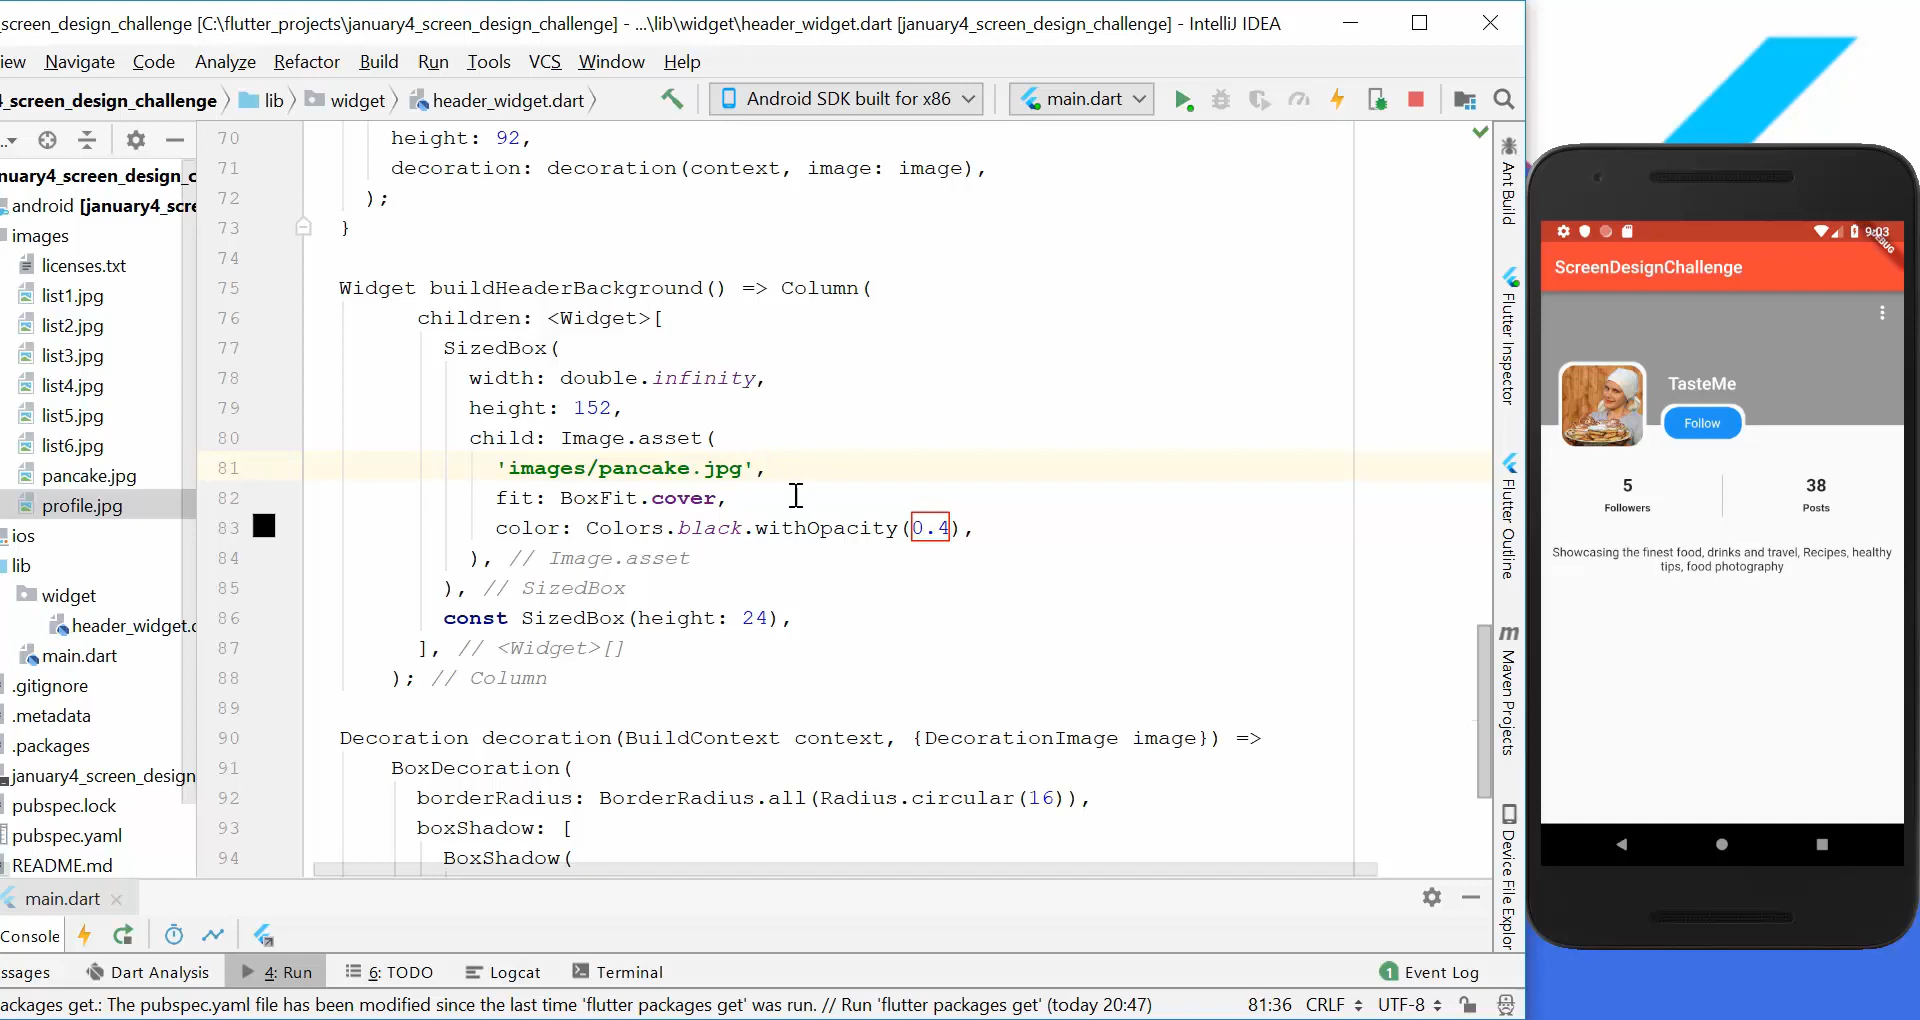 _screen_design_challenge [C:\flutter_projects\january4_screen_design_challenge] - ...\lib\widget\header_widget.dart [january4_screen_design_challenge] - IntelliJ IDEA
iew Navigate Code Analyze Refactor Build Run Tools VCS Window Help
4_screen_design_challenge lib widget header_widget.dart Android SDK built for x86 main.dart
nuary4_screen_design_c
android [january4_scre
images
licenses.txt
list1.jpg
list2.jpg
list3.jpg
list4.jpg
list5.jpg
list6.jpg
pancake.jpg
profile.jpg
ios
lib
widget
header_widget.c
main.dart
.gitignore
.metadata
.packages
january4_screen_design
pubspec.lock
pubspec.yaml
README.md
70 height: 92,
71 decoration: decoration(context, image: image),
72 );
73 }
74
75 Widget buildHeaderBackground() => Column(
76 children: <Widget>[
77 SizedBox(
78 width: double.infinity,
79 height: 152,
80 child: Image.asset(
81 'images/pancake.jpg',
82 fit: BoxFit.cover,
83 color: Colors.black.withOpacity(0.4),
84 ), // Image.asset
85 ), // SizedBox
86 const SizedBox(height: 24),
87 ], // <Widget>[]
88 ); // Column
89
90 Decoration decoration(BuildContext context, {DecorationImage image}) =>
91 BoxDecoration(
92 borderRadius: BorderRadius.all(Radius.circular(16)),
93 boxShadow: [
94 BoxShadow(
Ant Build
Flutter Inspector
Flutter Outline
m Maven Projects
Device File Explor
9:03
DEBUG
ScreenDesignChallenge
TasteMe
Follow
5 38
Followers Posts
Showcasing the finest food, drinks and travel, Recipes, healthy
tips, food photography
main.dart
Console
ssages Dart Analysis 4: Run 6: TODO Logcat Terminal 1 Event Log
ackages get.: The pubspec.yaml file has been modified since the last time 'flutter packages get' was run. // Run 'flutter packages get' (today 20:47) 81:36 CRLF UTF-8